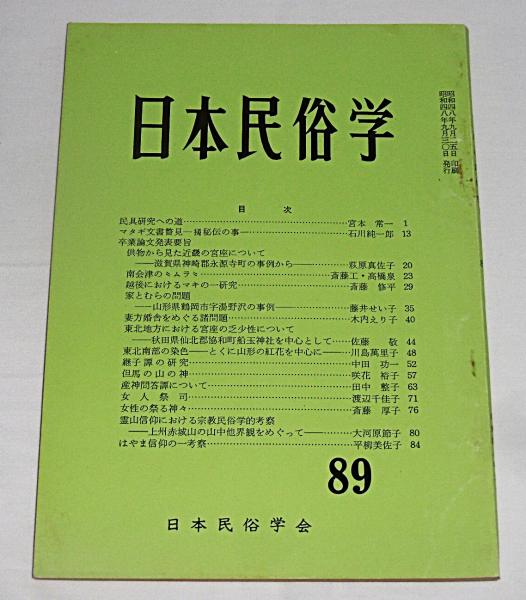 日本民俗学
昭和四八年九月二五日 印刷
昭和四八年九月三〇日 発行
目次
民具研究への道……宮本 常一 1
マタギ文書瞥見―猟秘伝の事―……石川純一郎 13
卒業論文発表要旨
供物から見た近畿の宮座について
――滋賀県神崎郡永源寺町の事例から――……荻原真佐子 20
南会津のミムラミ……斎藤工・高橋泉 23
越後におけるマキの一研究……斎藤 修平 29
家とむらの問題
――山形県鶴岡市字湯野沢の事例――……藤井せい子 35
妻方婚舎をめぐる諸問題……木内えり子 40
東北地方における宮座の乏少性について
――秋田県仙北郡協和町船玉神社を中心として……佐藤 敬 44
東北南部の染色――とくに山形の紅花を中心に――……川島萬里子 48
継子譚の研究……中田 功一 52
但馬の山の神……咲花 裕子 57
産神問答譚について……田中 整子 63
女人祭司……渡辺千佳子 71
女性の祭る神々……斎藤 厚子 76
霊山信仰における宗教民俗学的考察
――上州赤城山の山中他界観をめぐって――……大河原節子 80
はやま信仰の一考察……平柳美佐子 84
89
日本民俗学会